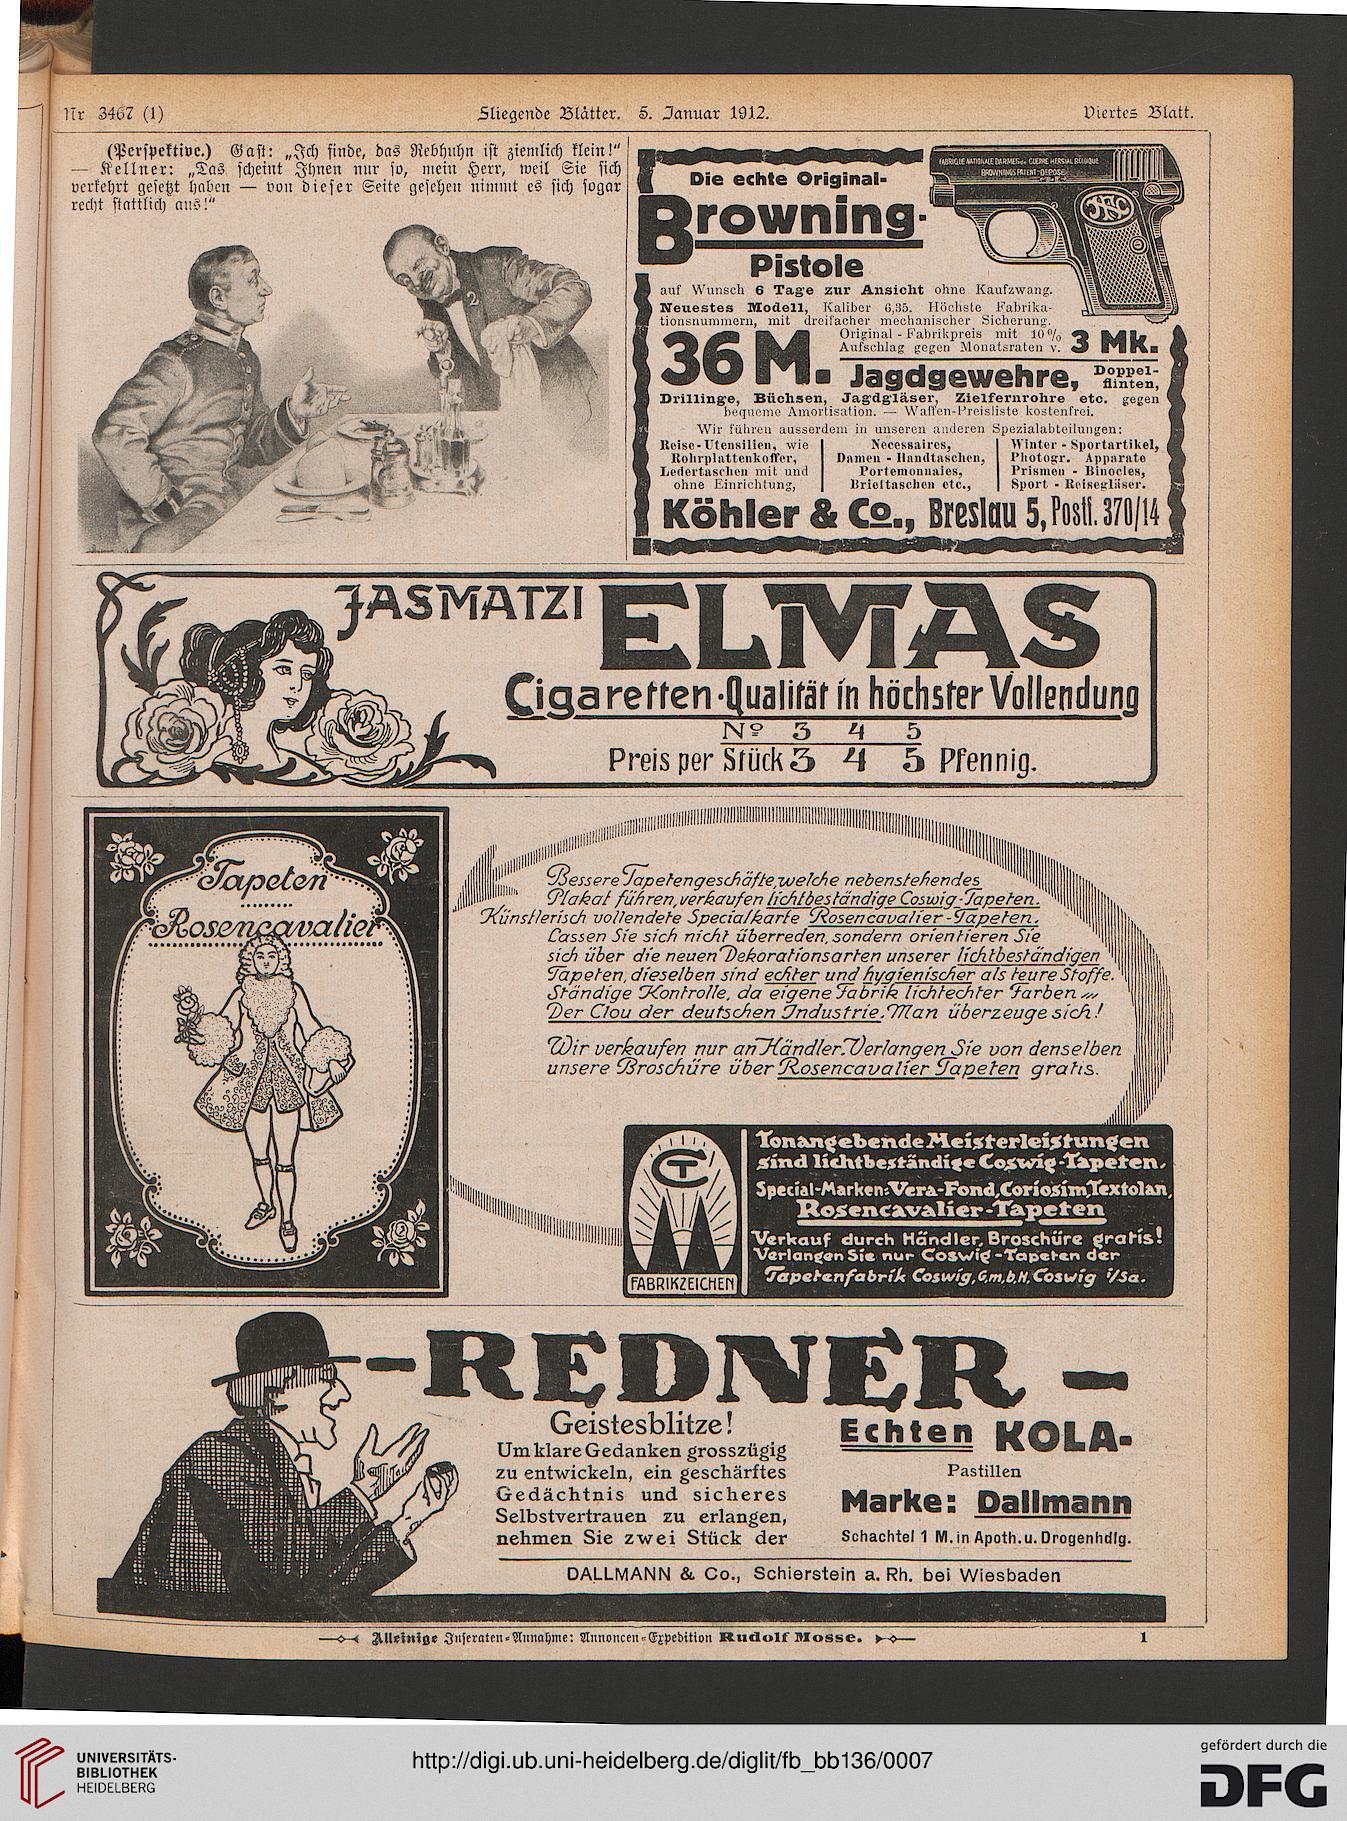 Nr 3467 (1)
Fliegende Blätter. 5. Januar 1912.
Viertes Blatt.
(Perspektive.) Gast: „Ich finde, das Rebhuhn ist ziemlich klein!“
— Kellner: „Das scheint Ihnen nur so, mein Herr, weil Sie sich
verkehrt gesetzt haben — von dieser Seite gesehen nimmt es sich sogar
recht stattlich aus!“
Die echte Original-
Browning-
Pistole
FABRIQUE NATIONALE D'ARMES DE GUERRE HERSTAL BELGIQUE
BROWNING'S PATENT DEPOSE
FN
auf Wunsch 6 Tage zur Ansicht ohne Kaufzwang.
Neuestes Modell, Kaliber 6,35. Höchste Fabrika-
tionsnummern, mit dreifacher mechanischer Sicherung.
36 M. Original-Fabrikpreis mit 10%
Aufschlag gegen Monatsraten v. 3 Mk.
Jagdgewehre, Doppel-
flinten,
Drillinge, Büchsen, Jagdgläser, Zielfernrohre etc. gegen
bequeme Amortisation. — Waffen-Preisliste kostenfrei.
Wir führen ausserdem in unseren anderen Spezialabteilungen:
Reise-Utensilien, wie
Rohrplattenkoffer,
Ledertaschen mit und
ohne Einrichtung,
Necessaires,
Damen-Handtaschen,
Portemonnaies,
Brieftaschen etc.,
Winter-Sportartikel,
Photogr. Apparate
Prismen-Binocles,
Sport-Reisegläser.
Köhler & Co., Breslau 5, Postf. 370/14
JASMATZI ELMAS
Cigaretten-Qualität in höchster Vollendung
No 3 4 5
Preis per Stück 3 4 5 Pfennig.
Tapeten
Rosencavalier
Bessere Tapetengeschäfte, welche nebenstehendes
Plakat führen, verkaufen lichtbeständige Coswig-Tapeten.
Künstlerisch vollendete Specialkarte Rosencavalier-Tapeten.
Lassen Sie sich nicht überreden, sondern orientieren Sie
sich über die neuen Dekorationsarten unserer lichtbeständigen
Tapeten, dieselben sind echter und hygienischer als teure Stoffe.
Ständige Kontrolle, da eigene Fabrik lichtechter Farben
Der Clou der deutschen Industrie. Man überzeuge sich!
Wir verkaufen nur an Händler. Verlangen Sie von denselben
unsere Broschüre über Rosencavalier Tapeten gratis.
CT
FABRIKZEICHEN
Tonangebende Meisterleistungen
sind lichtbeständige Coswig-Tapeten.
Special-Marken: Vera-Fond, Coriosim, Textolan,
Rosencavalier-Tapeten
Verkauf durch Händler, Broschüre gratis!
Verlangen Sie nur Coswig-Tapeten der
Tapetenfabrik Coswig, G.m.b.H. Coswig i/Sa.
-REDNER-
Geistesblitze!
Um klare Gedanken grosszügig
zu entwickeln, ein geschärftes
Gedächtnis und sicheres
Selbstvertrauen zu erlangen,
nehmen Sie zwei Stück der
Echten KOLA-
Pastillen
Marke: Dallmann
Schachtel 1 M. in Apoth. u. Drogenhdlg.
DALLMANN & Co., Schierstein a. Rh. bei Wiesbaden
Alleinige Inseraten-Annahme: Annoncen-Expedition Rudolf Mosse.
1
UNIVERSITÄTS-
BIBLIOTHEK
HEIDELBERG
http://digi.ub.uni-heidelberg.de/diglit/fb_bb136/0007
gefördert durch die
DFG